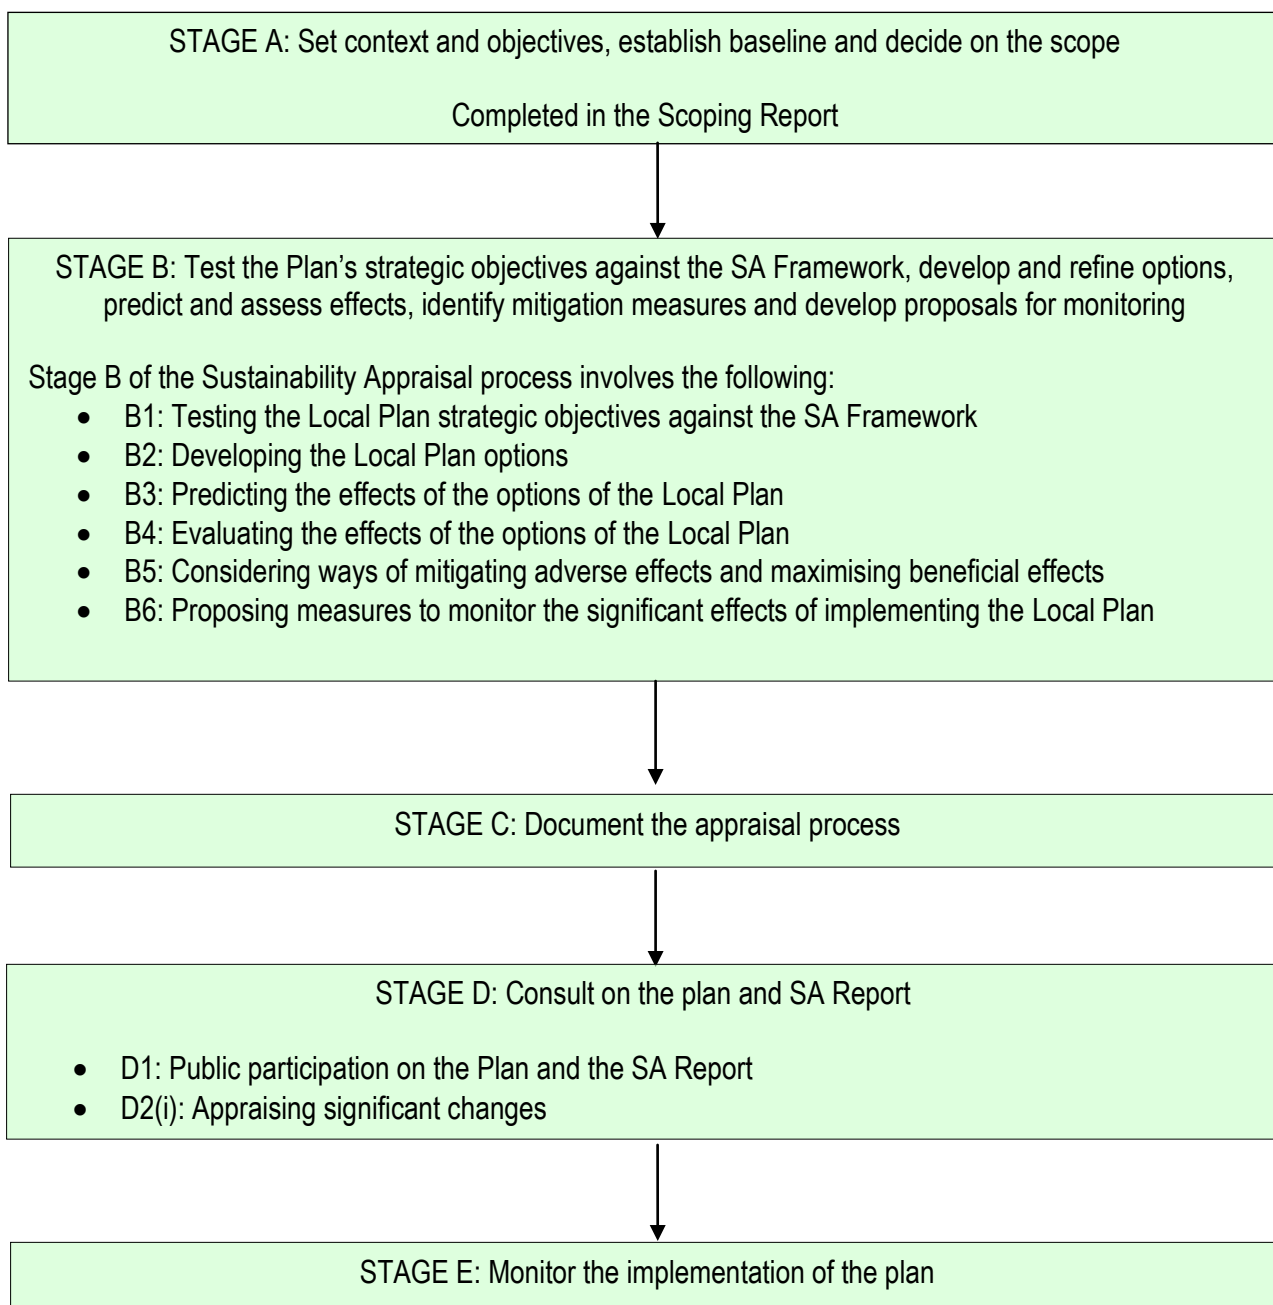 STAGE A: Set context and objectives, establish baseline and decide on the scope
Completed in the Scoping Report
STAGE B: Test the Plan’s strategic objectives against the SA Framework, develop and refine options,
predict and assess effects, identify mitigation measures and develop proposals for monitoring
Stage B of the Sustainability Appraisal process involves the following:
• B1: Testing the Local Plan strategic objectives against the SA Framework
• B2: Developing the Local Plan options
• B3: Predicting the effects of the options of the Local Plan
• B4: Evaluating the effects of the options of the Local Plan
• B5: Considering ways of mitigating adverse effects and maximising beneficial effects
• B6: Proposing measures to monitor the significant effects of implementing the Local Plan
STAGE C: Document the appraisal process
STAGE D: Consult on the plan and SA Report
• D1: Public participation on the Plan and the SA Report
• D2(i): Appraising significant changes
STAGE E: Monitor the implementation of the plan